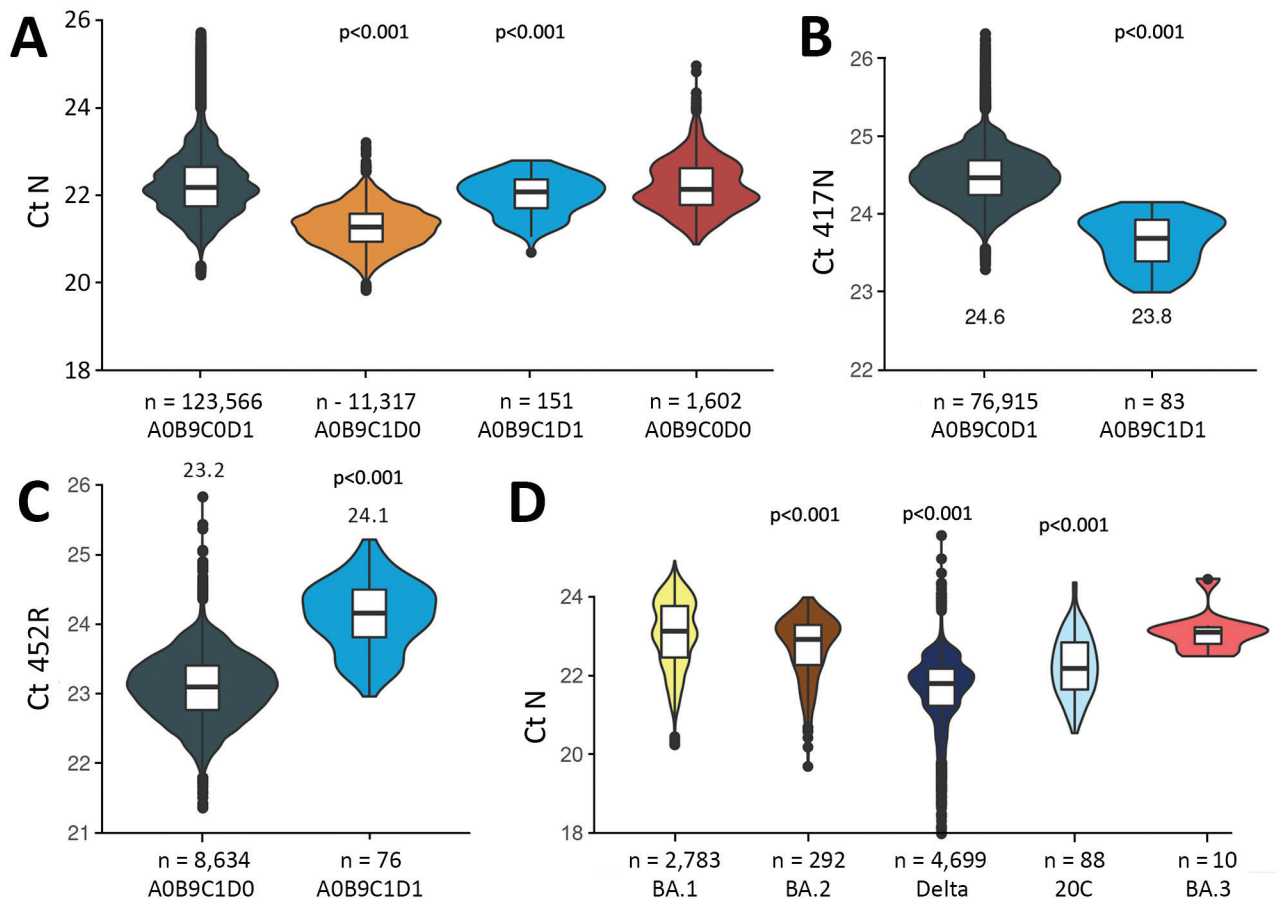 A
Ct N
26
24
22
20
18
p<0.001
p<0.001
n = 123,566
A0B9C0D1
n - 11,317
A0B9C1D0
n = 151
A0B9C1D1
n = 1,602
A0B9C0D0
B
Ct 417N
26
25
24
23
22
p<0.001
24.6
23.8
n = 76,915
A0B9C0D1
n = 83
A0B9C1D1
C
Ct 452R
26
25
24
23
22
21
23.2
p<0.001
24.1
n = 8,634
A0B9C1D0
n = 76
A0B9C1D1
D
Ct N
24
22
20
18
p<0.001
p<0.001
p<0.001
n = 2,783
BA.1
n = 292
BA.2
n = 4,699
Delta
n = 88
20C
n = 10
BA.3